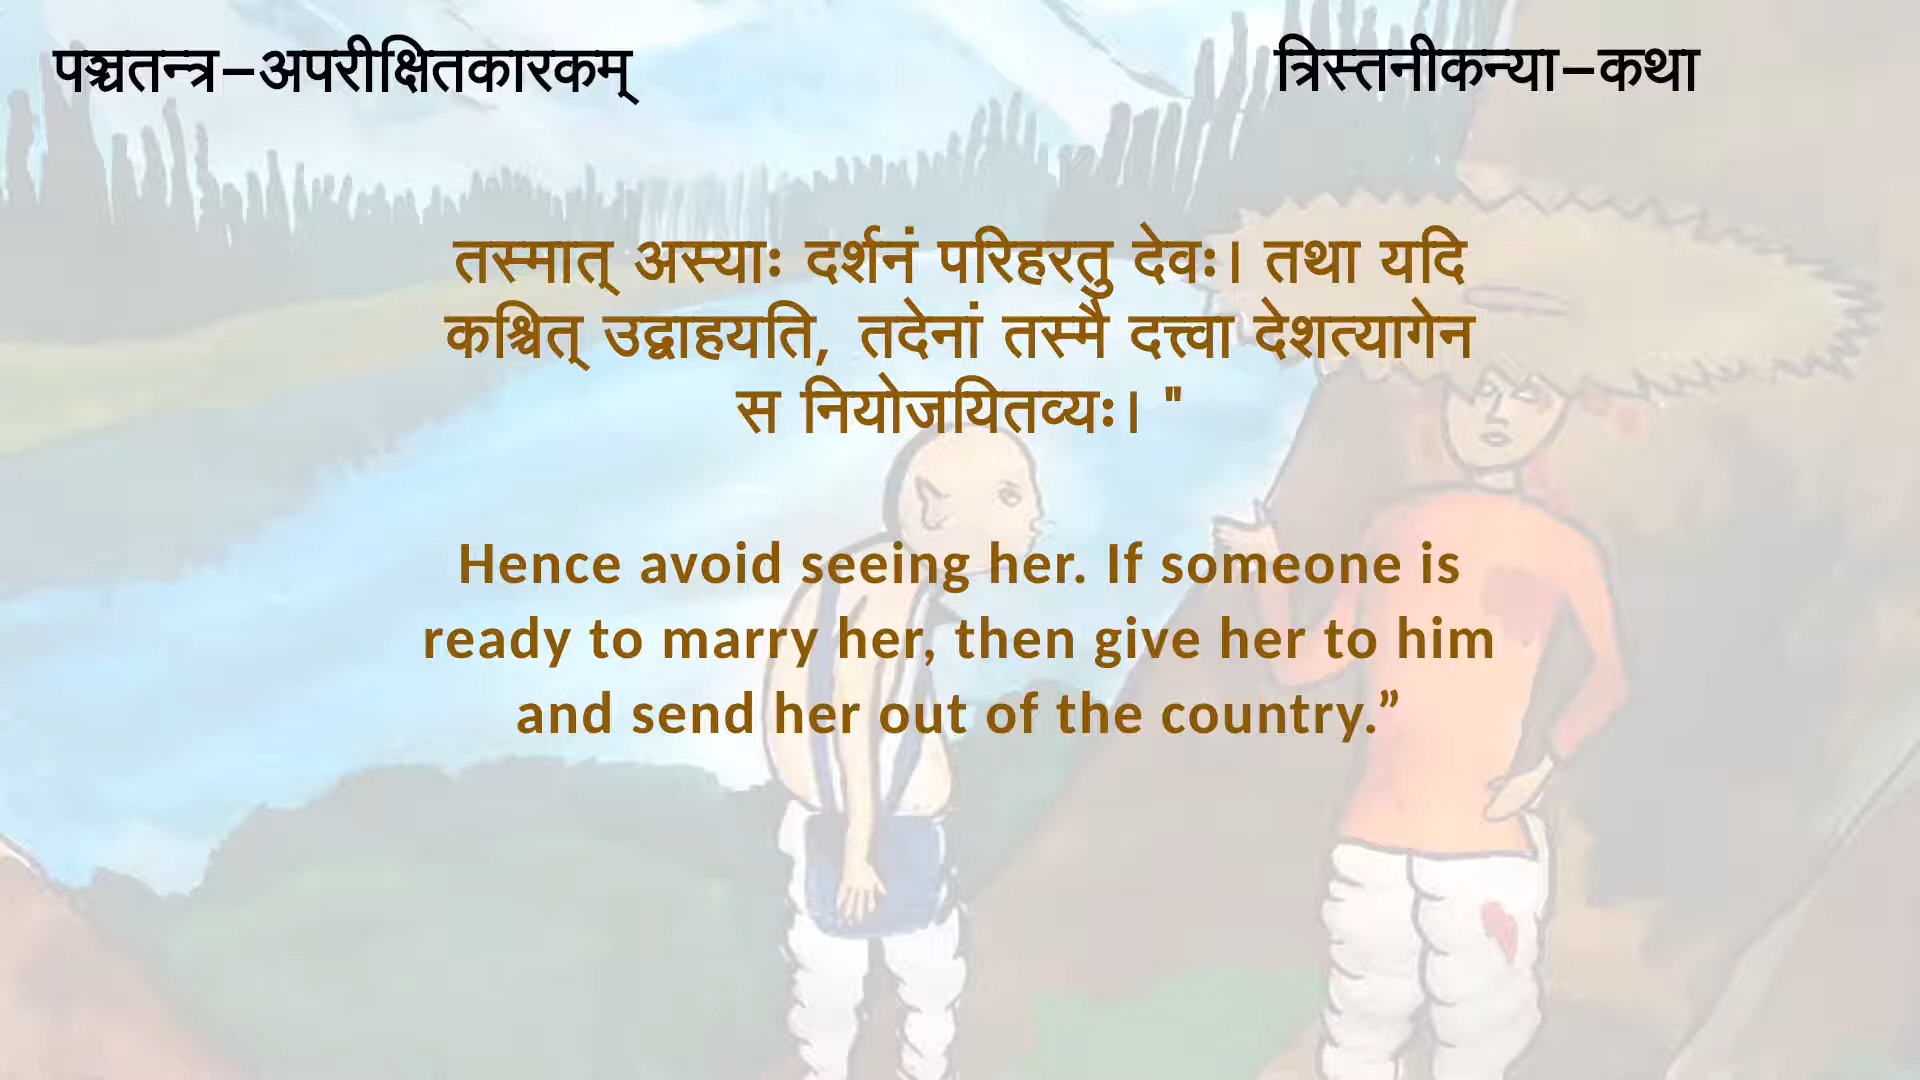 पञ्चतन्त्र–अपरीक्षितकारकम्
त्रिस्तनीकन्या–कथा
तस्मात् अस्याः दर्शनं परिहरतु देवः। तथा यदि
कश्चित् उद्वाहयति, तदेनां तस्मै दत्त्वा देशत्यागेन
स नियोजयितव्यः। "
Hence avoid seeing her. If someone is
ready to marry her, then give her to him
and send her out of the country.”